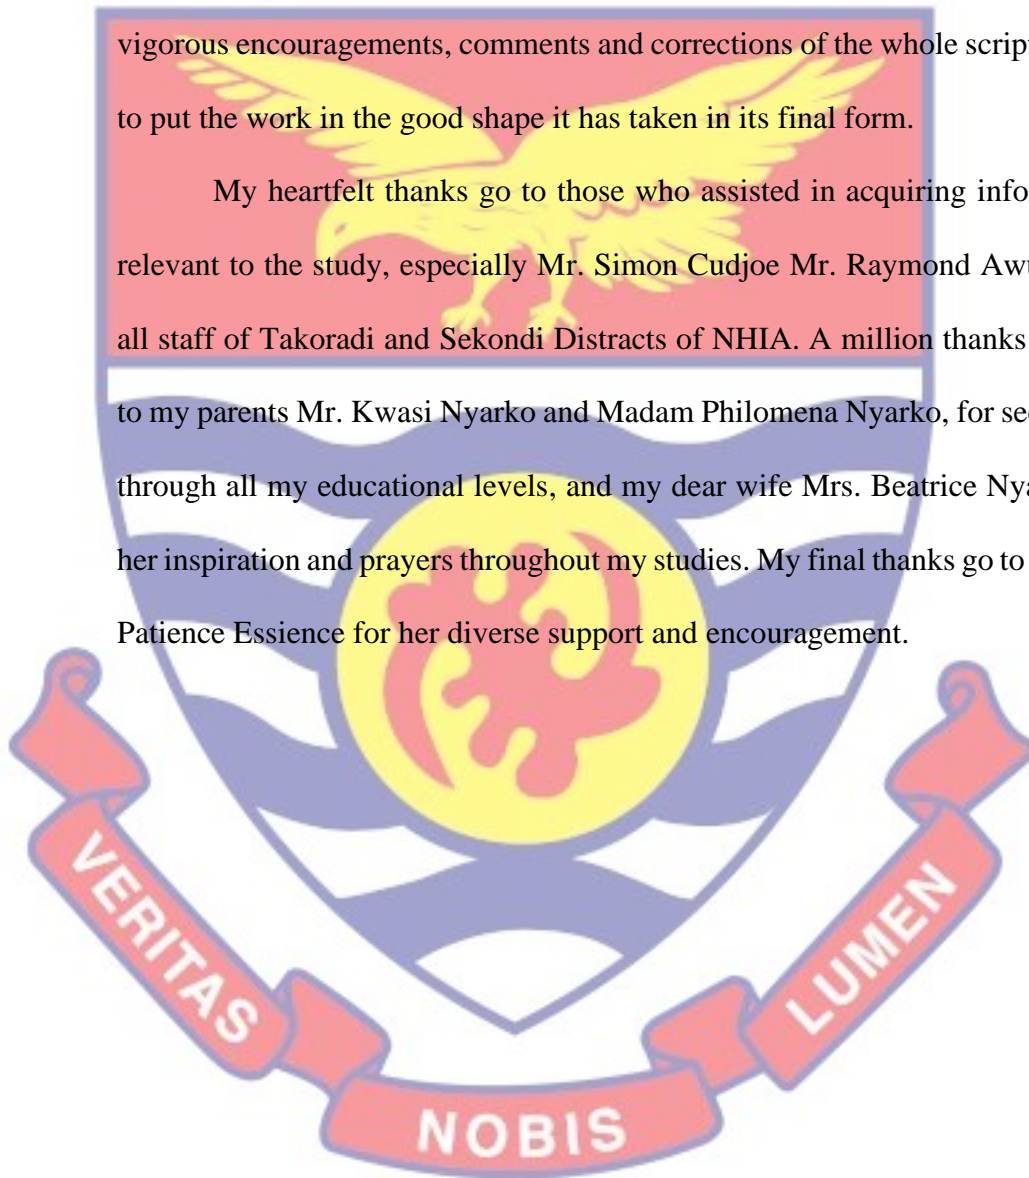 vigorous encouragements, comments and corrections of the whole script
to put the work in the good shape it has taken in its final form.
My heartfelt thanks go to those who assisted in acquiring info
relevant to the study, especially Mr. Simon Cudjoe Mr. Raymond Awu
all staff of Takoradi and Sekondi Distracts of NHIA. A million thanks
to my parents Mr. Kwasi Nyarko and Madam Philomena Nyarko, for see
through all my educational levels, and my dear wife Mrs. Beatrice Nya
her inspiration and prayers throughout my studies. My final thanks go to
Patience Essience for her diverse support and encouragement.
VERITAS
NOBIS
LUMEN